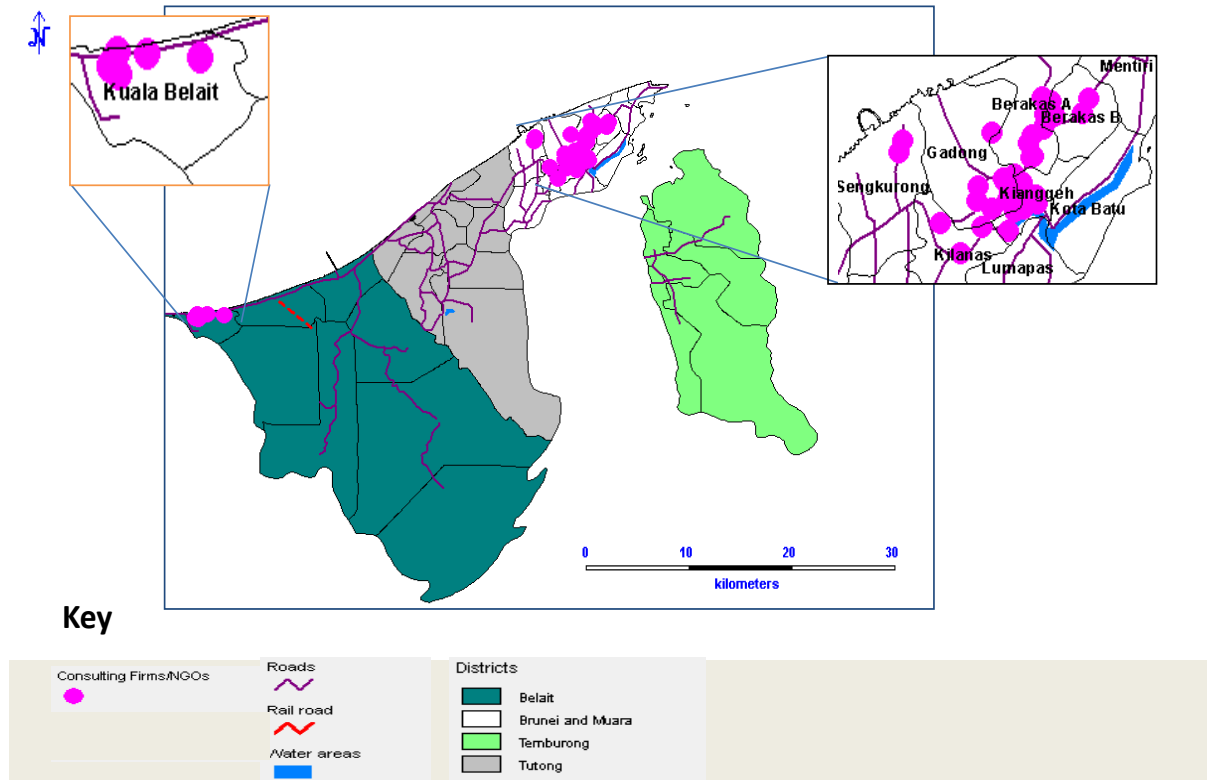 N
Kuala Belait
Mentiri
Berakas A
Berakas B
Gadong
Sengkurong
Kianggeh
Kota Batu
Kilanas
Lumapas
0 10 20 30
kilometers
Key
Consulting Firms/NGOs
Roads
Rail road
Water areas
Districts
Belait
Brunei and Muara
Temburong
Tutong